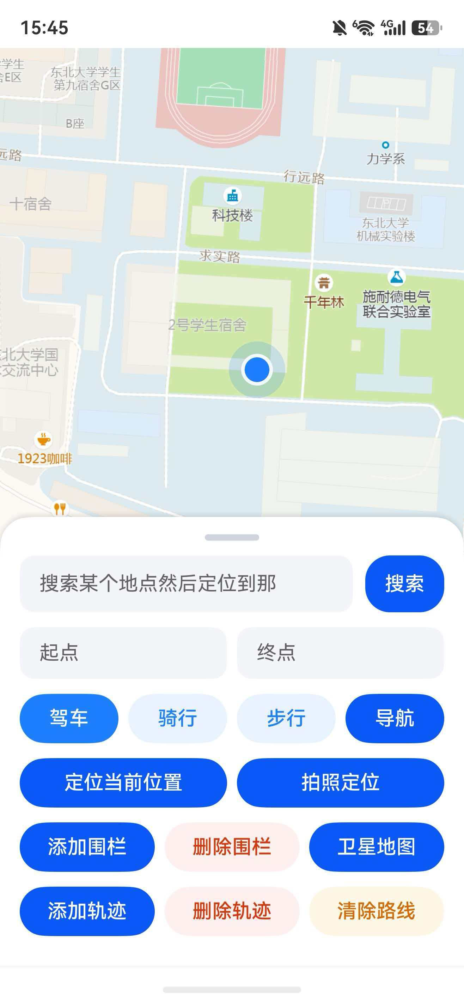 15:45
6
4G
54
学生
舍E区
东北大学学生
第九宿舍G区
B座
远路
力学系
行远路
十宿舍
科技楼
P
东北大学
机械实验楼
求实路
千年林
施耐德电气
联合实验室
2号学生宿舍
北大学国
交流中心
1923咖啡
搜索某个地点然后定位到那
搜索
起点
终点
驾车
骑行
步行
导航
定位当前位置
拍照定位
添加围栏
删除围栏
卫星地图
添加轨迹
删除轨迹
清除路线